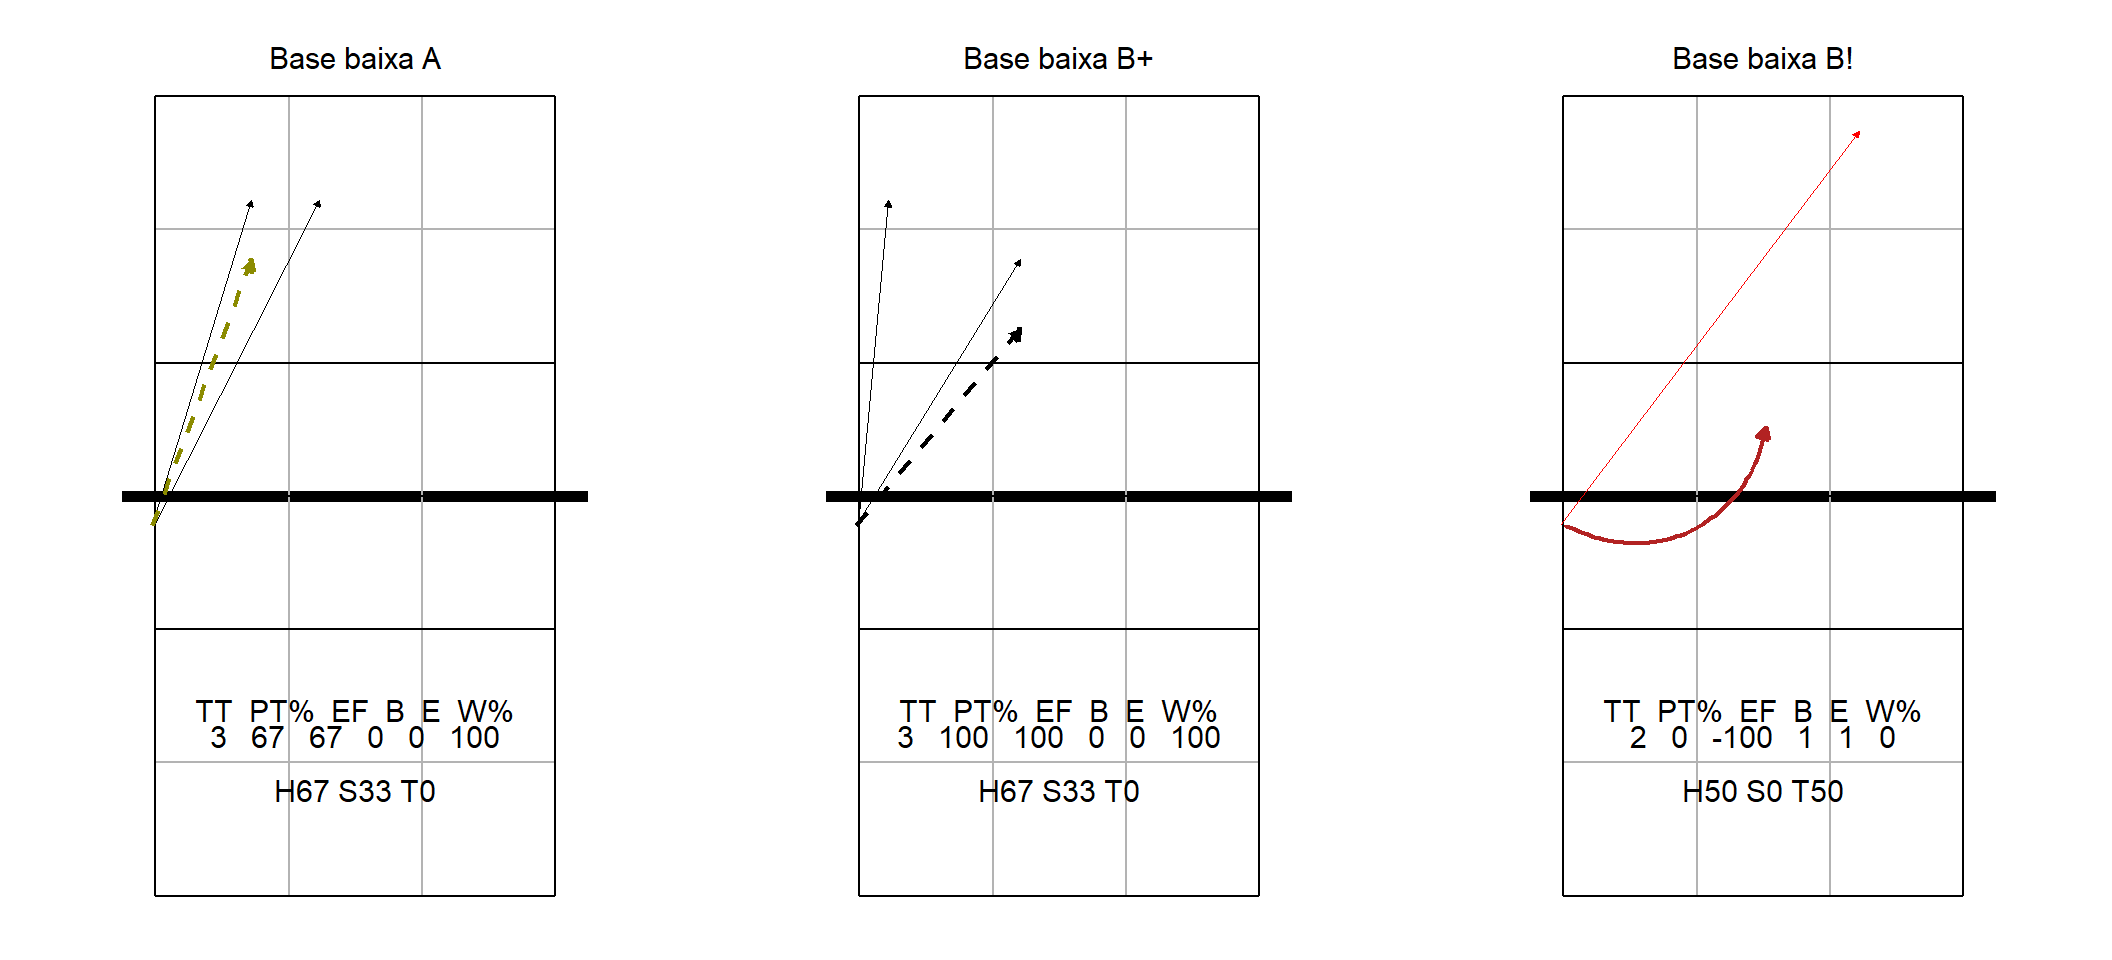 Base baixa A
TT PT% EF B E W%
3 67 67 0 0 100
H67 S33 T0
Base baixa B+
TT PT% EF B E W%
3 100 100 0 0 100
H67 S33 T0
Base baixa B!
TT PT% EF B E W%
2 0 -100 1 1 0
H50 S0 T50